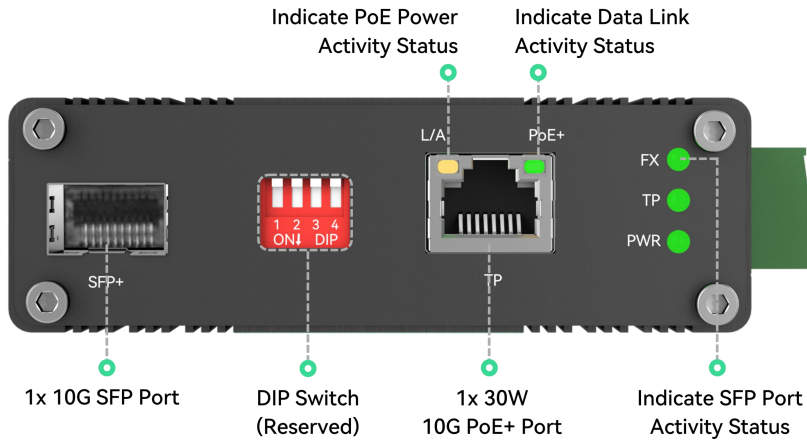 Indicate PoE Power
Activity Status
Indicate Data Link
Activity Status
L/A
PoE+
FX
TP
PWR
1 2 3 4
ON↓ DIP
SFP+
TP
1x 10G SFP Port
DIP Switch
(Reserved)
1x 30W
10G PoE+ Port
Indicate SFP Port
Activity Status